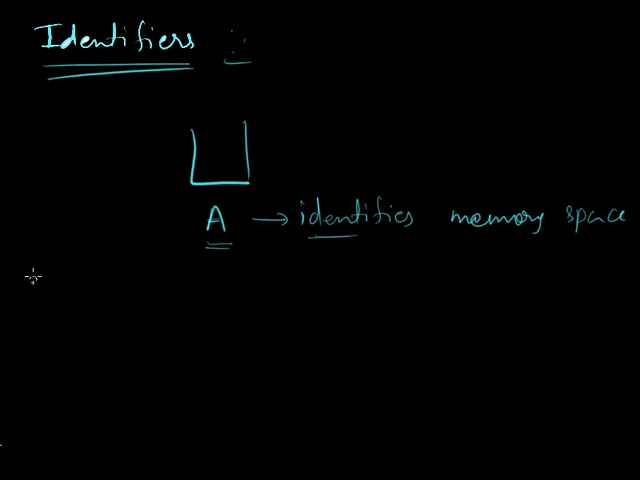 Identifiers :
A → identifies memory space